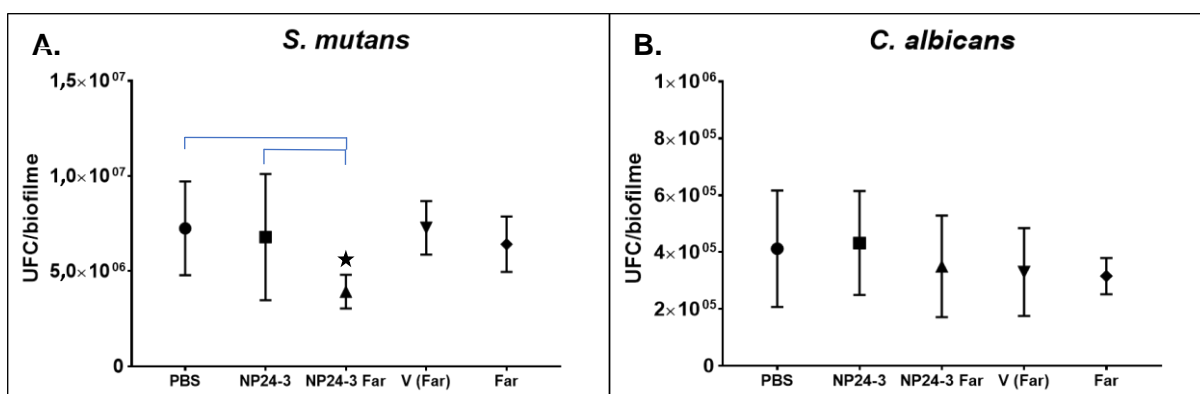 A.
S. mutans
UFC/biofilme
1,5×10⁰⁷
1,0×10⁰⁷
5,0×10⁰⁶
0
PBS NP24-3 NP24-3 Far V (Far) Far
B.
C. albicans
UFC/biofilme
1×10⁰⁶
8×10⁰⁵
6×10⁰⁵
4×10⁰⁵
2×10⁰⁵
0
PBS NP24-3 NP24-3 Far V (Far) Far